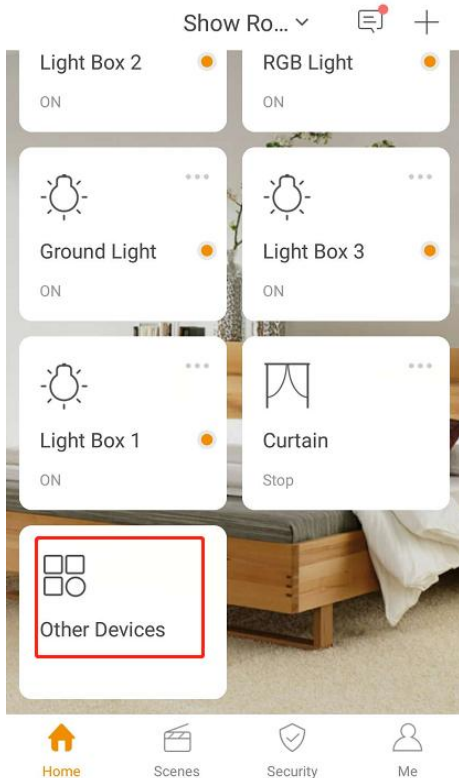 Show Ro...
Light Box 2
RGB Light
ON
ON
Ground Light
Light Box 3
ON
ON
Light Box 1
Curtain
ON
Stop
Other Devices
Home
Scenes
Security
Me